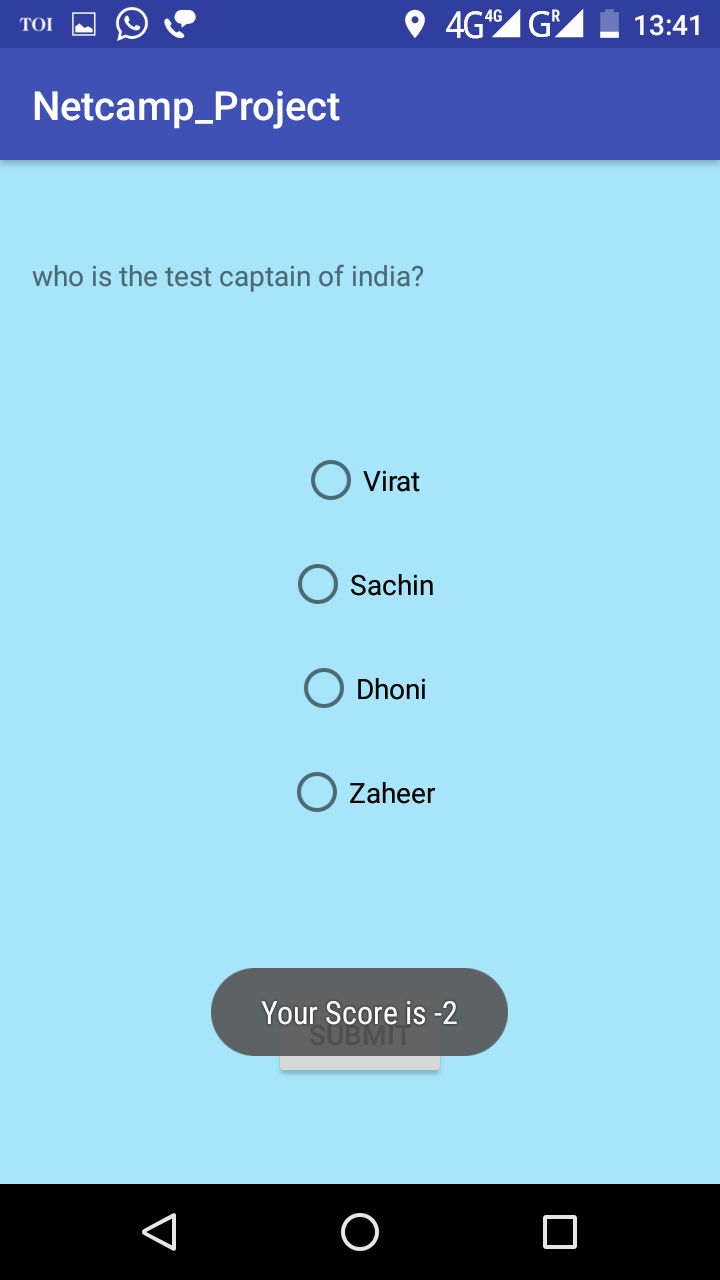 TOI 4G 4G G R 13:41
Netcamp_Project
who is the test captain of india?
Virat
Sachin
Dhoni
Zaheer
Your Score is -2
SUBMIT